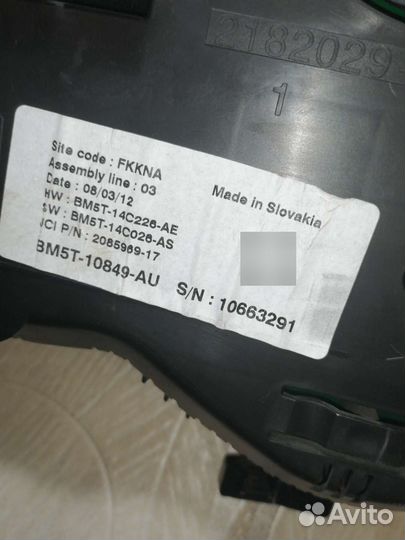 2182029
1
Site code : FKKNA
Assembly line : 03
Date : 08/03/12
HW : BM5T-14C226-AE
SW : BM5T-14C026-AS
JCI P/N : 2085969-17
BM5T-10849-AU
S/N : 10663291
Made in Slovakia
Avito